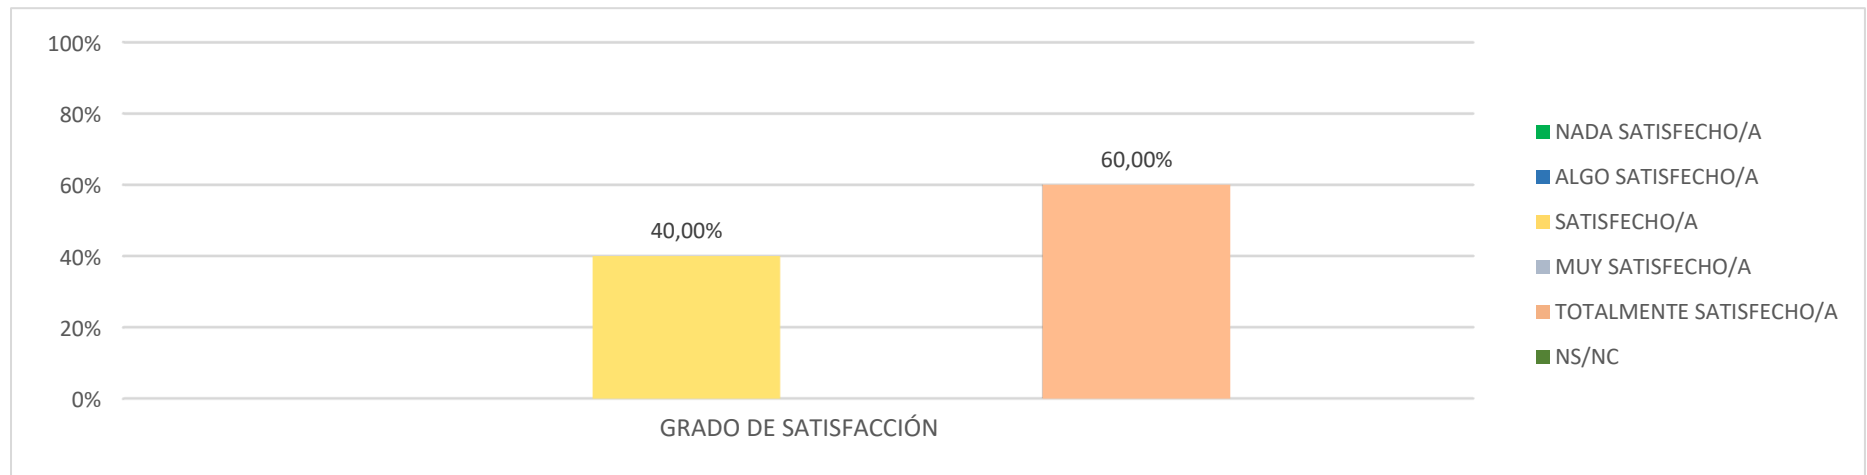 100%
80%
60%
40%
20%
0%
40,00%
60,00%
GRADO DE SATISFACCIÓN
NADA SATISFECHO/A
ALGO SATISFECHO/A
SATISFECHO/A
MUY SATISFECHO/A
TOTALMENTE SATISFECHO/A
NS/NC